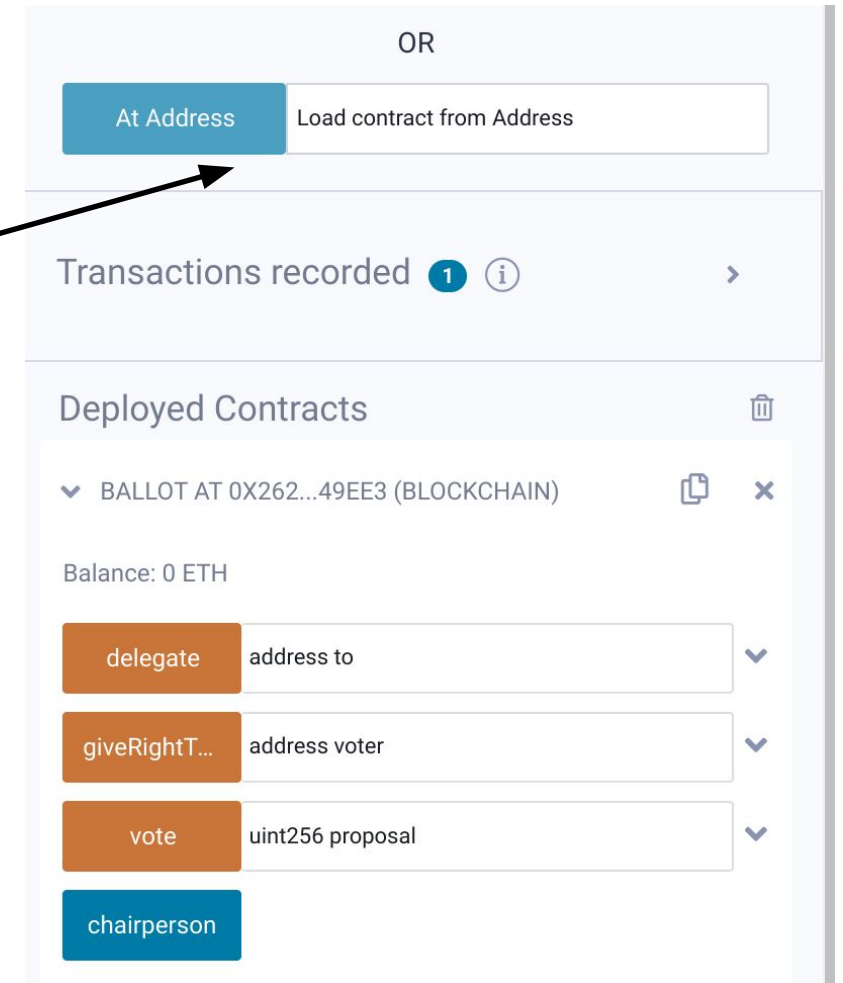 OR
At Address Load contract from Address
Transactions recorded 1 i
Deployed Contracts
BALLOT AT 0X262...49EE3 (BLOCKCHAIN)
Balance: 0 ETH
delegate address to
giveRightT... address voter
vote uint256 proposal
chairperson